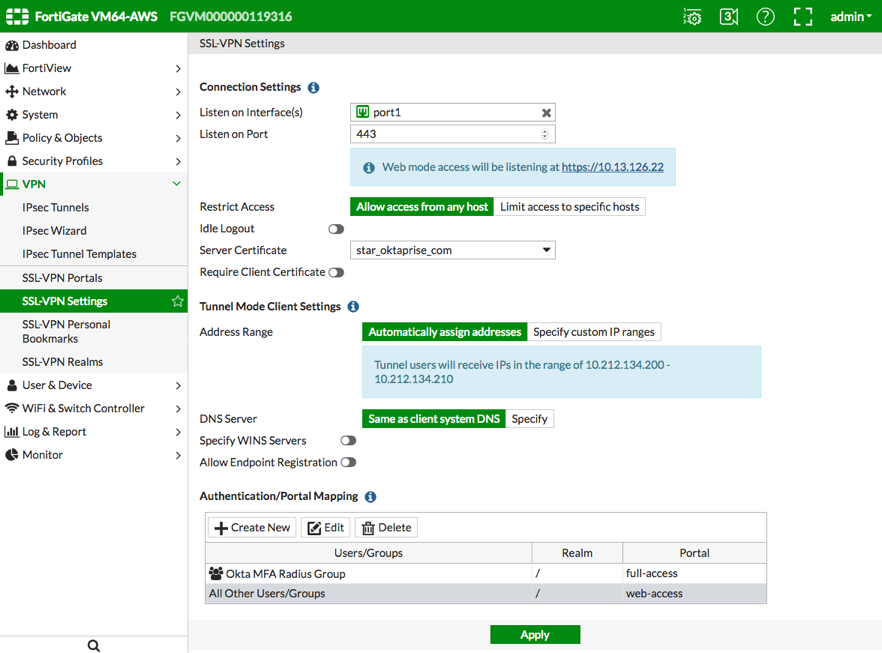 FortiGate VM64-AWS FGVM000000119316
3
admin
Dashboard
FortiView
Network
System
Policy & Objects
Security Profiles
VPN
IPsec Tunnels
IPsec Wizard
IPsec Tunnel Templates
SSL-VPN Portals
SSL-VPN Settings
SSL-VPN Personal
Bookmarks
SSL-VPN Realms
User & Device
WiFi & Switch Controller
Log & Report
Monitor
SSL-VPN Settings
Connection Settings
Listen on Interface(s) port1
Listen on Port 443
Web mode access will be listening at https://10.13.126.22
Restrict Access Allow access from any host Limit access to specific hosts
Idle Logout
Server Certificate star_oktaprise_com
Require Client Certificate
Tunnel Mode Client Settings
Address Range Automatically assign addresses Specify custom IP ranges
Tunnel users will receive IPs in the range of 10.212.134.200 -
10.212.134.210
DNS Server Same as client system DNS Specify
Specify WINS Servers
Allow Endpoint Registration
Authentication/Portal Mapping
Create New Edit Delete
Users/Groups Realm Portal
Okta MFA Radius Group / full-access
All Other Users/Groups / web-access
Apply